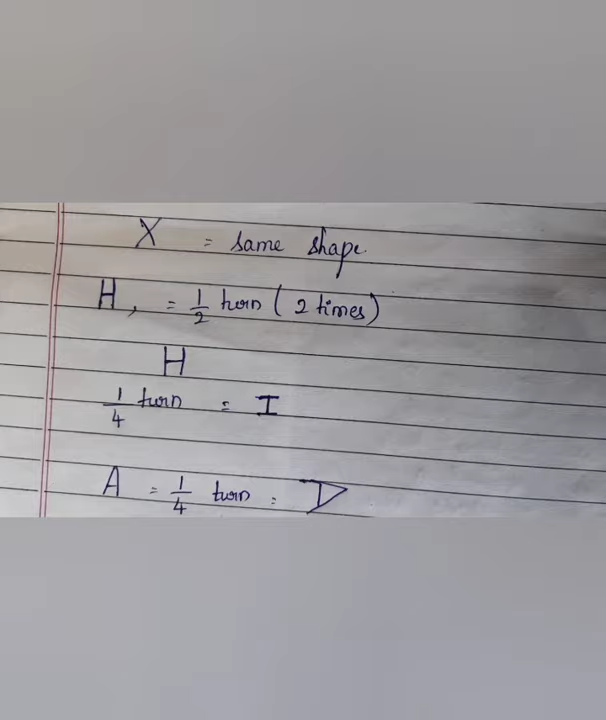 X = same shape
H, = 1/2 turn (2 times)
H
1/4 turn = I
A = 1/4 turn =